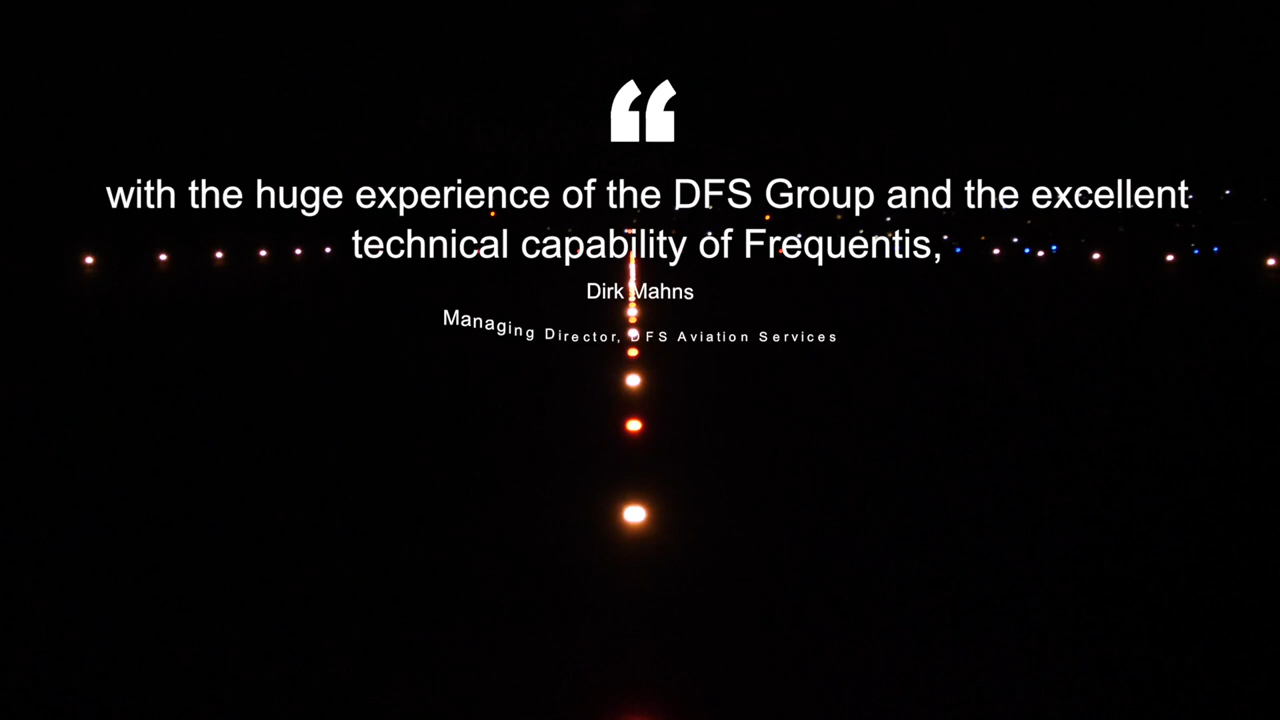 “
with the huge experience of the DFS Group and the excellent
technical capability of Frequentis,
Dirk Mahns
Managing Director, DFS Aviation Services